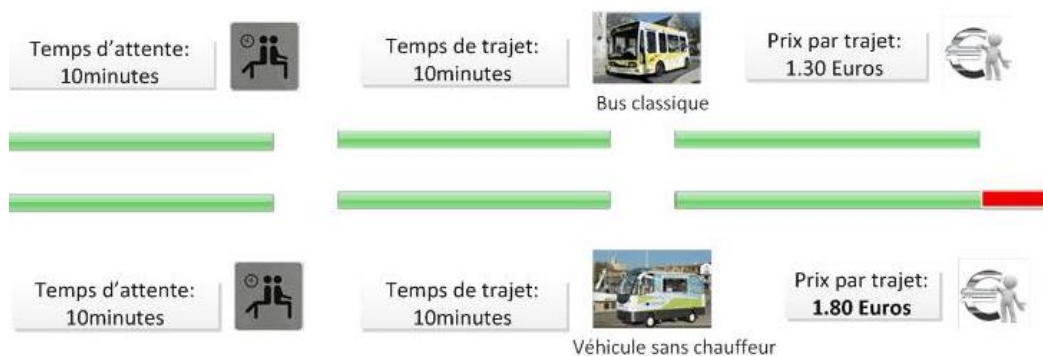 Temps d'attente:
10minutes
Temps de trajet:
10minutes
Bus classique
Prix par trajet:
1.30 Euros
Temps d'attente:
10minutes
Temps de trajet:
10minutes
Véhicule sans chauffeur
Prix par trajet:
1.80 Euros